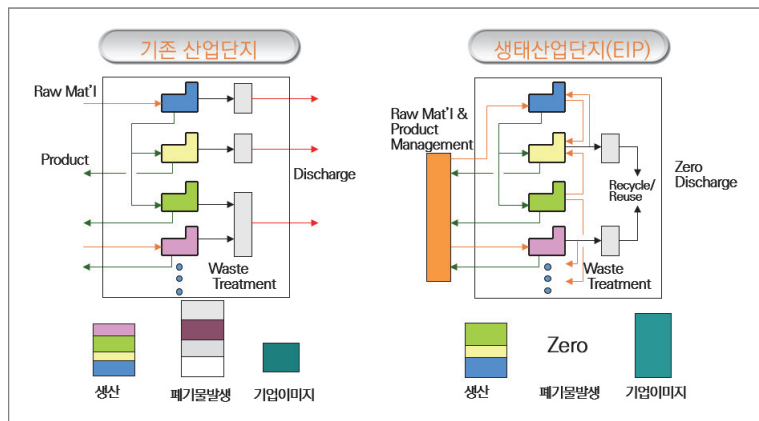 기존 산업단지
Raw Mat'l
Product
Discharge
Waste
Treatment
생산
폐기물발생
기업이미지
생태산업단지(EIP)
Raw Mat'l &
Product
Management
Zero
Discharge
Recycle/
Reuse
Waste
Treatment
Zero
생산
폐기물발생
기업이미지